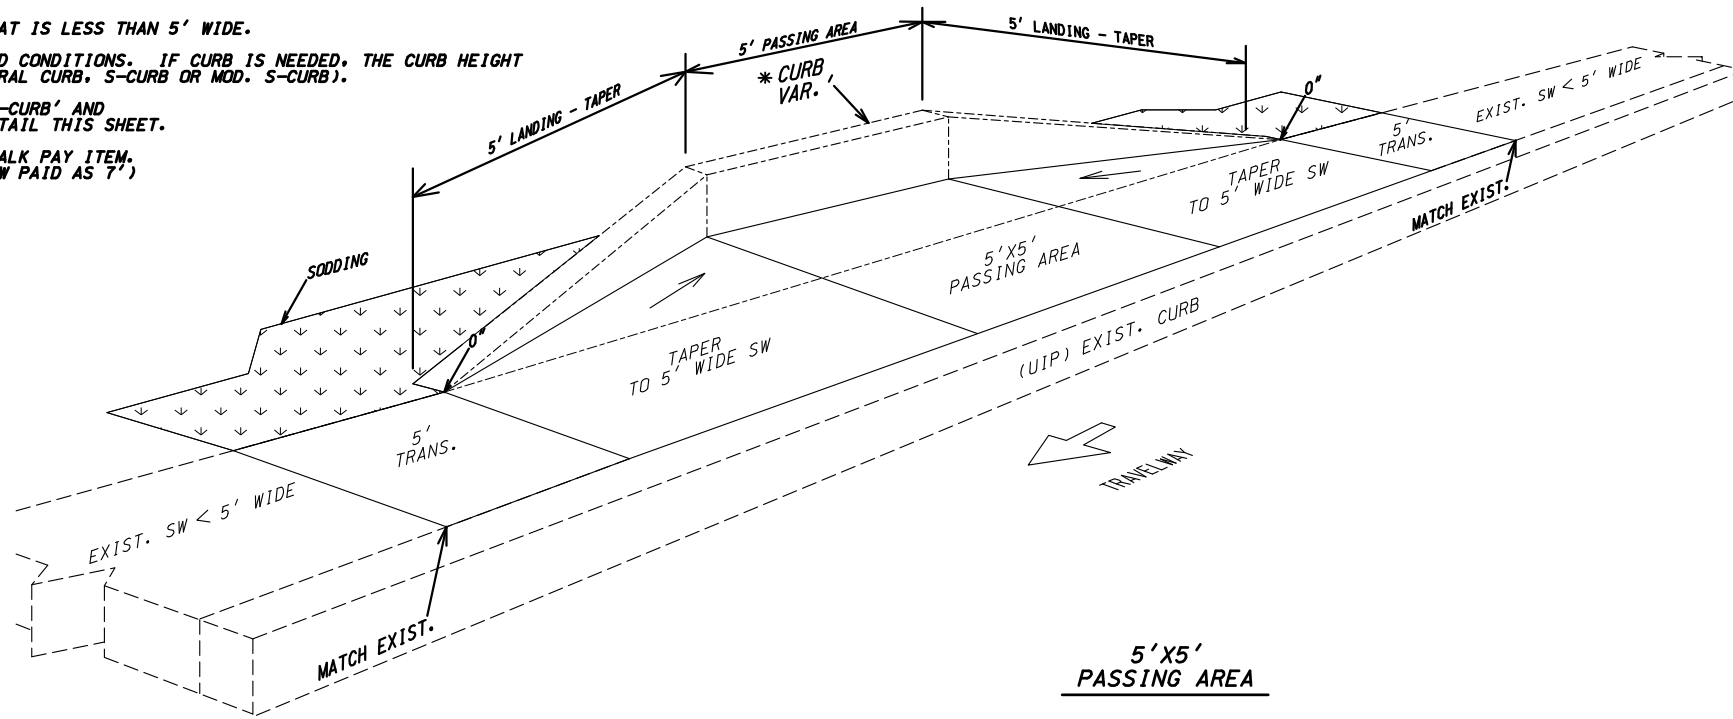 AT IS LESS THAN 5' WIDE.
D CONDITIONS. IF CURB IS NEEDED, THE CURB HEIGHT
RAL CURB, S-CURB OR MOD. S-CURB).
-CURB' AND
TAIL THIS SHEET.
ALK PAY ITEM.
W PAID AS 7')
5' LANDING - TAPER
5' PASSING AREA
5' LANDING - TAPER
* CURB
VAR.
0"
EXIST. SW < 5' WIDE
5'
TRANS.
TAPER
TO 5' WIDE SW
MATCH EXIST.
5'X5'
PASSING AREA
SODDING
0"
TAPER
TO 5' WIDE SW
(UIP) EXIST. CURB
5'
TRANS.
TRAVELWAY
EXIST. SW < 5' WIDE
MATCH EXIST.
5'X5'
PASSING AREA